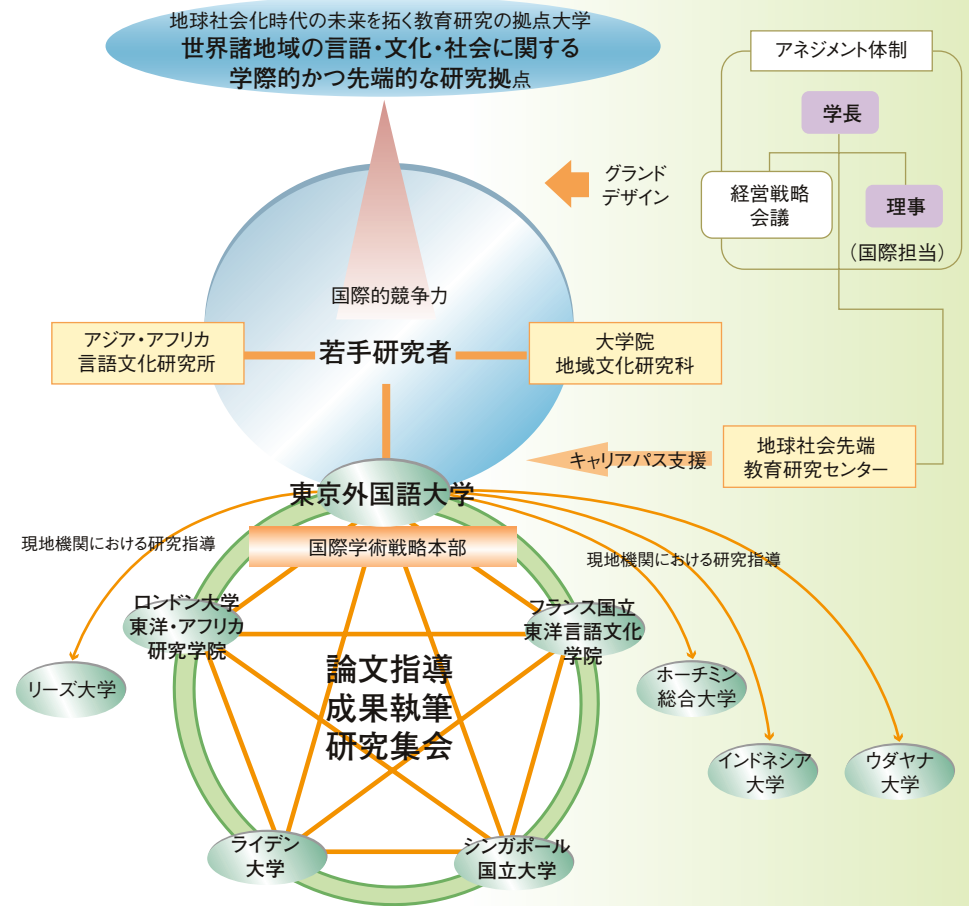 地球社会化時代の未来を拓く教育研究の拠点大学
世界諸地域の言語・文化・社会に関する
学際的かつ先端的な研究拠点
アネジメント体制
学長
経営戦略
会議
理事
(国際担当)
グランド
デザイン
国際的競争力
アジア・アフリカ
言語文化研究所
若手研究者
大学院
地域文化研究科
キャリアパス支援
地球社会先端
教育研究センター
東京外国語大学
国際学術戦略本部
現地機関における研究指導
現地機関における研究指導
ロンドン大学
東洋・アフリカ
研究学院
フランス国立
東洋言語文化
学院
リーズ大学
論文指導
成果執筆
研究集会
ホーチミン
総合大学
インドネシア
大学
ウダヤナ
大学
ライデン
大学
シンガポール
国立大学